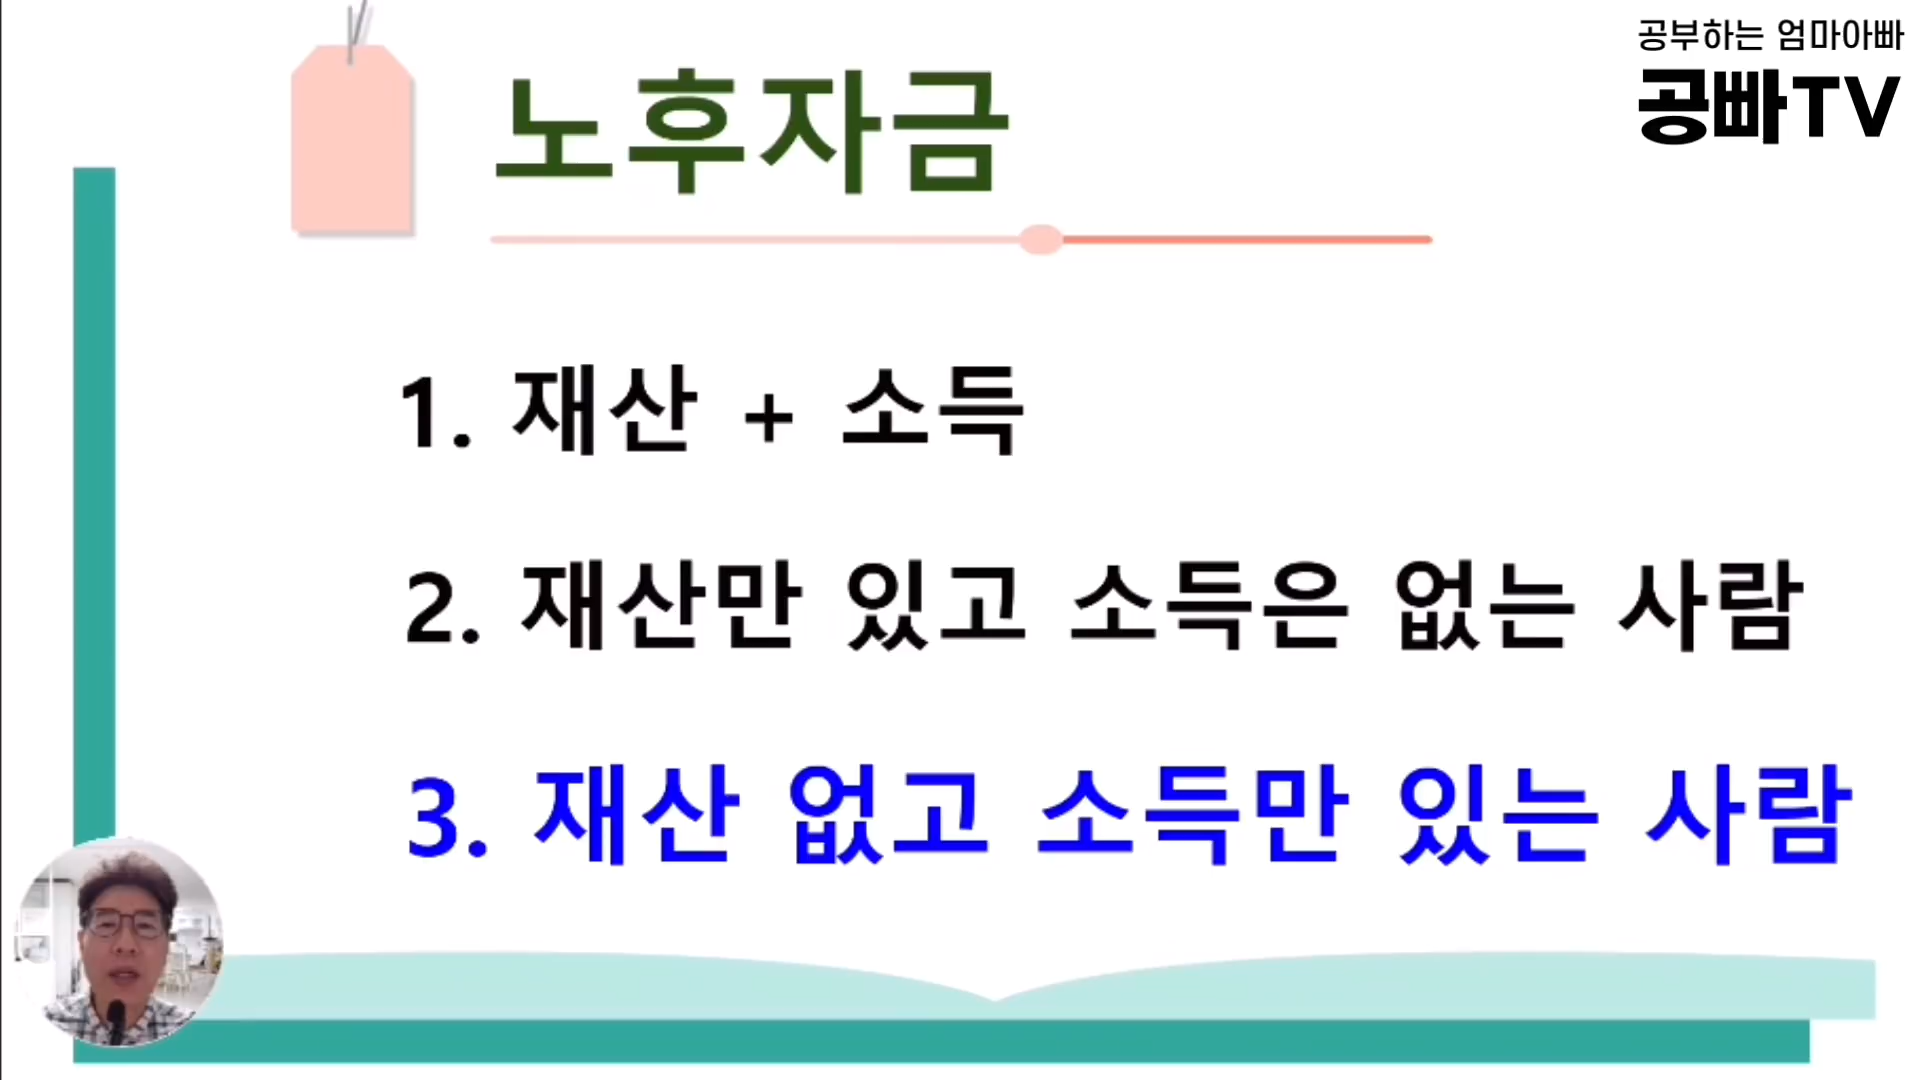 공부하는 엄마아빠
공빠TV
노후자금
1. 재산 + 소득
2. 재산만 있고 소득은 없는 사람
3. 재산 없고 소득만 있는 사람